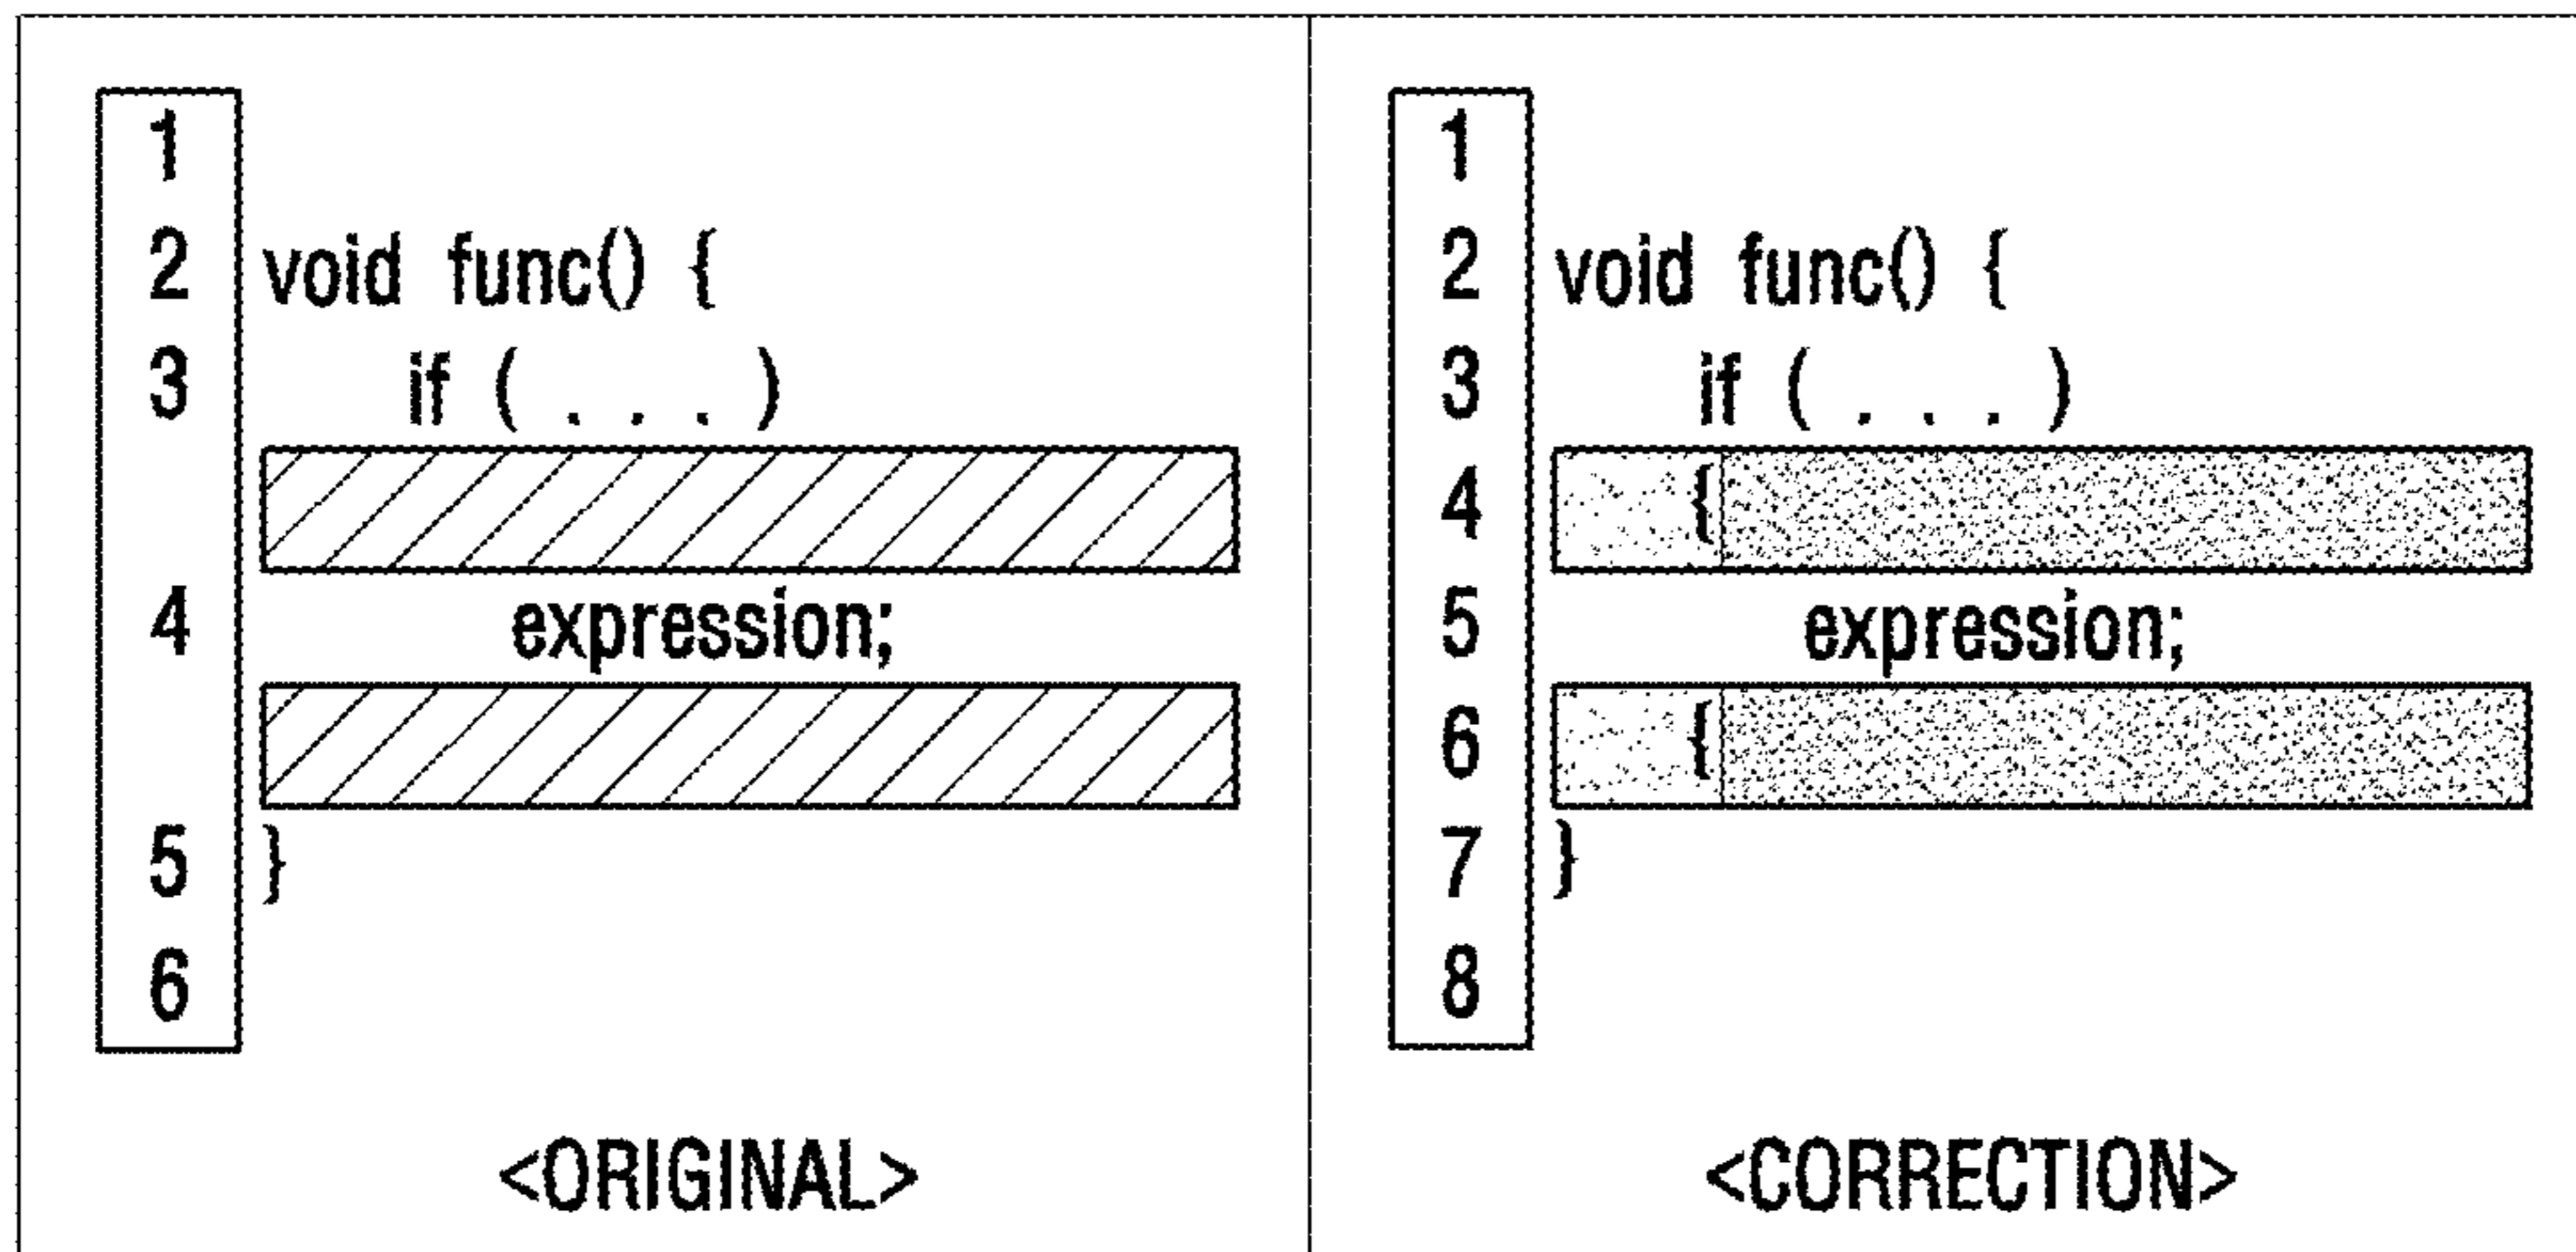 1
2 void func() {
3 if ( . . . )
4 expression;
5 }
6
<ORIGINAL>
1
2 void func() {
3 if ( . . . )
4 {
5 expression;
6 {
7 }
8
<CORRECTION>